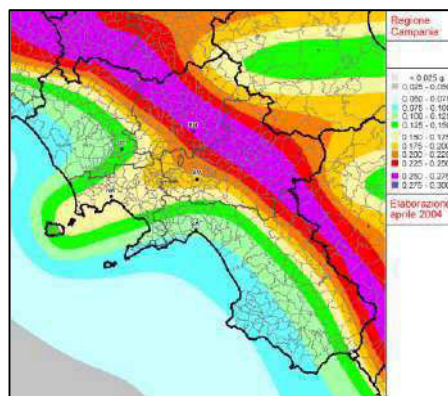 Regione
Campania
< 0.025 g
0.025 - 0.05
0.050 - 0.07
0.075 - 0.100
0.100 - 0.125
0.125 - 0.150
0.150 - 0.175
0.175 - 0.200
0.200 - 0.225
0.225 - 0.250
0.250 - 0.275
0.275 - 0.300
Elaborazione
aprile 2004